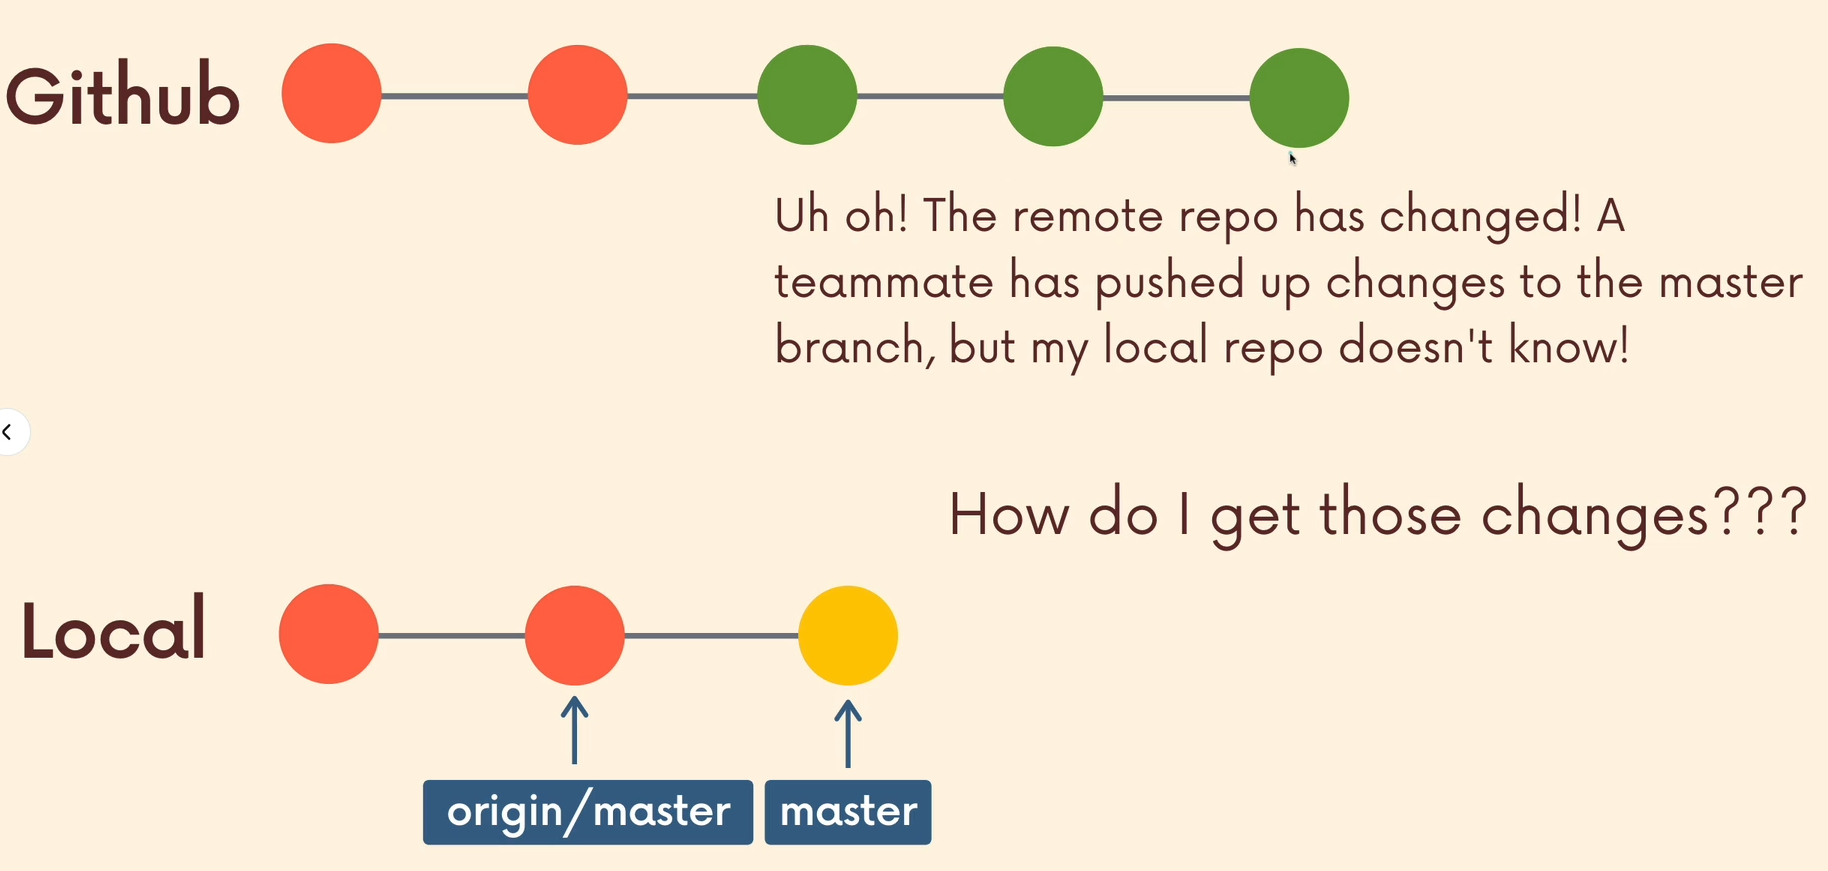 Github
Uh oh! The remote repo has changed! A
teammate has pushed up changes to the master
branch, but my local repo doesn't know!
How do I get those changes???
Local
origin/master
master